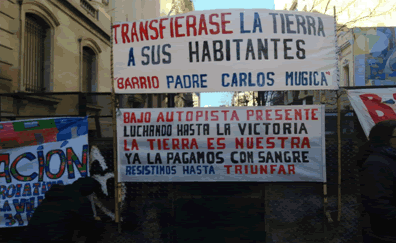 TRANSFIERASE LA TIERRA
A SUS HABITANTES
BARRIO PADRE CARLOS MUGICA"
BAJO AUTOPISTA PRESENTE
LUCHANDO HASTA LA VICTORIA
LA TIERRA ES NUESTRA
YA LA PAGAMOS COM SANGRE
RESISTIMOS HASTA TRIUNFAR
ACIÓN